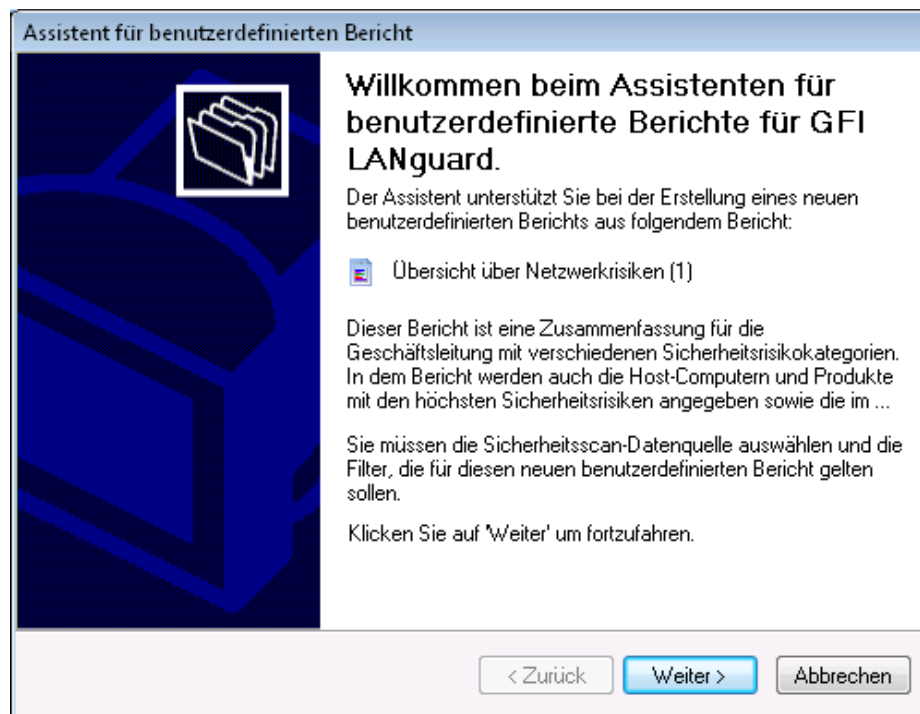 Assistent für benutzerdefinierten Bericht
Willkommen beim Assistenten für
benutzerdefinierte Berichte für GFI
LANguard.
Der Assistent unterstützt Sie bei der Erstellung eines neuen
benutzerdefinierten Berichts aus folgendem Bericht:
Übersicht über Netzwerkrisiken (1)
Dieser Bericht ist eine Zusammenfassung für die
Geschäftsleitung mit verschiedenen Sicherheitsrisikokategorien.
In dem Bericht werden auch die Host-Computern und Produkte
mit den höchsten Sicherheitsrisiken angegeben sowie die im ...
Sie müssen die Sicherheitsscan-Datenquelle auswählen und die
Filter, die für diesen neuen benutzerdefinierten Bericht gelten
sollen.
Klicken Sie auf 'Weiter' um fortzufahren.
< Zurück Weiter > Abbrechen